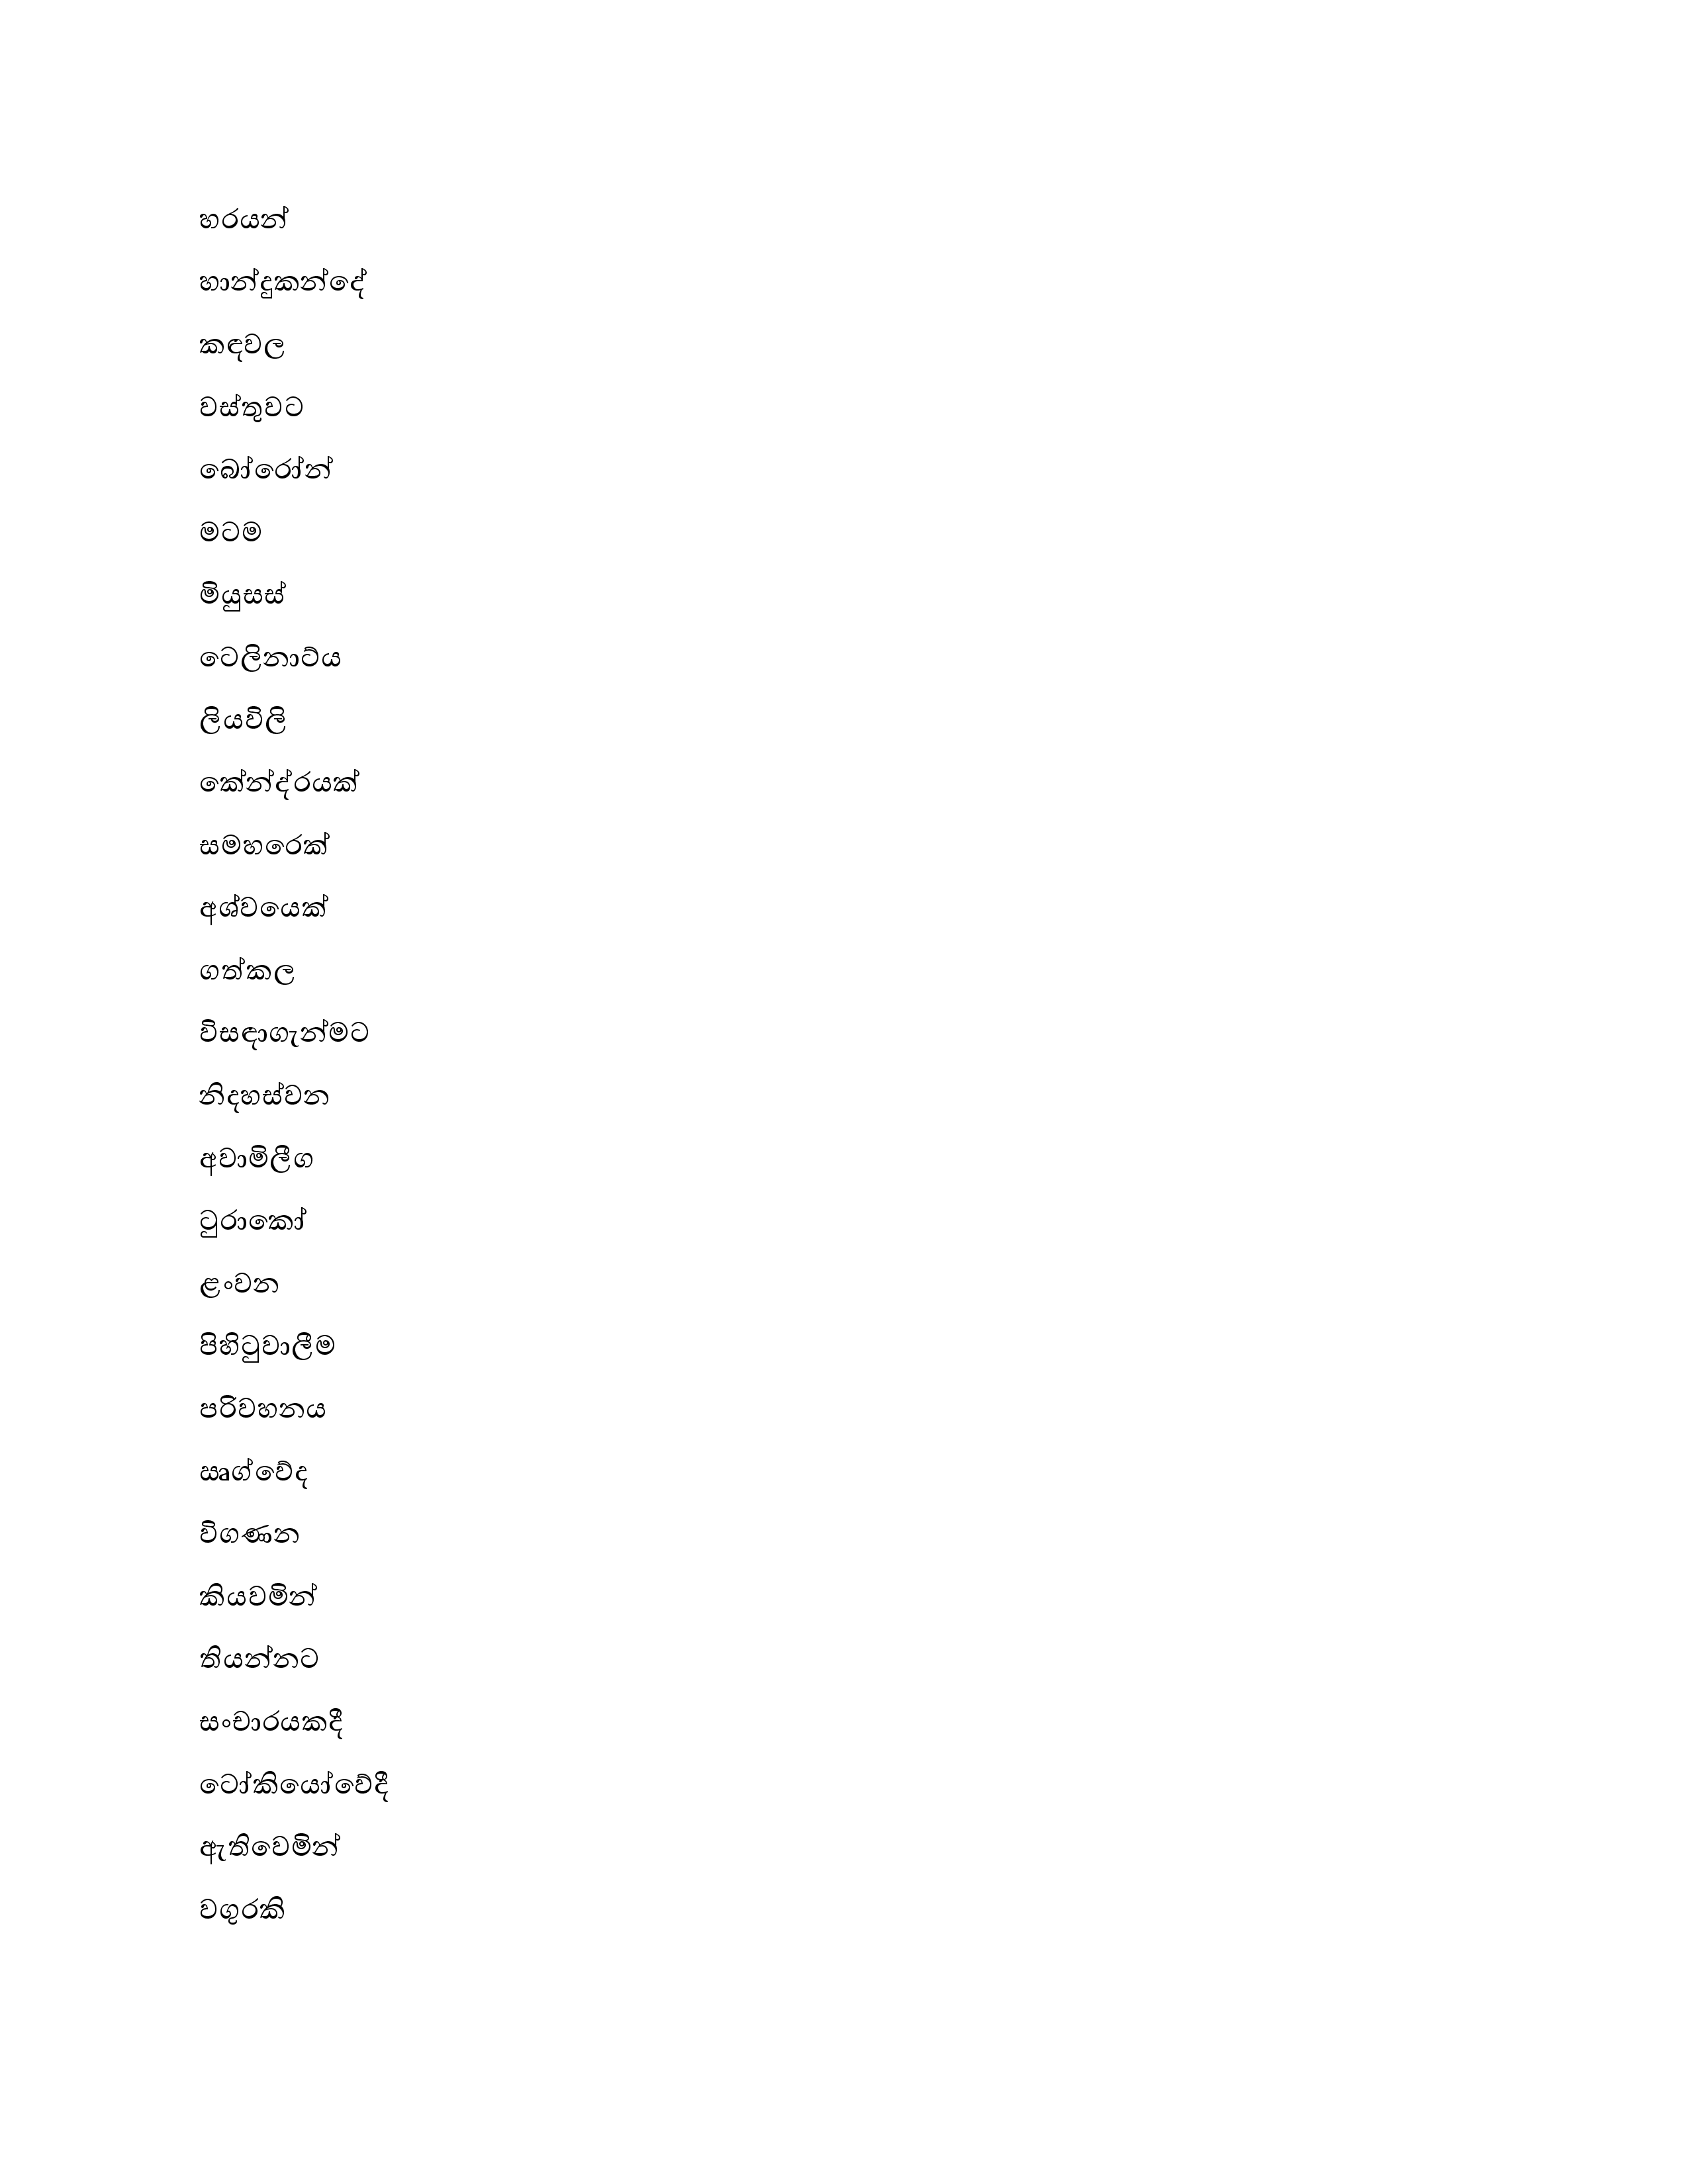 හරයන්
හාන්දුකන්දේ
කඳවල
වස්තුවට
බෝරෝන්
මටම
මියුසස්
ටෙලිනාට්ය
ලියවිලි
කේන්ද්රයක්
සමහරෙක්
අශ්වයෙක්
ගත්කල
විසඳාගැන්මට
නිදහස්වන
අවාමිලීග
ටුරාකෝ
ළංවන
පිහිටුවාලීම
පරිවහනය
සෘග්වේද
විගණන
කියවමින්
තියන්නට
සංචාරයකදී
ටෝකියෝවේදී
ඇතිවෙමින්
වගුරකි